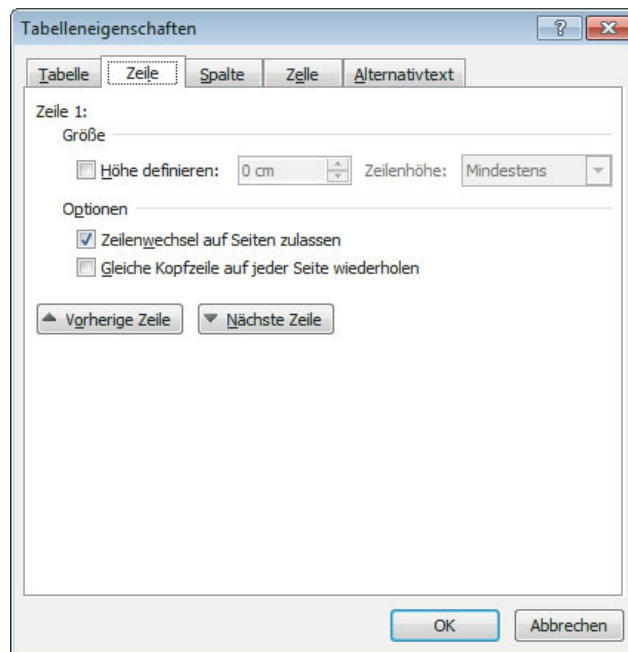 Tabelleneigenschaften
Tabelle Zeile Spalte Zelle Alternativtext
Zeile 1:
Größe
Höhe definieren: 0 cm Zeilenhöhe: Mindestens
Optionen
Zeilenwechsel auf Seiten zulassen
Gleiche Kopfzeile auf jeder Seite wiederholen
Vorherige Zeile Nächste Zeile
OK Abbrechen